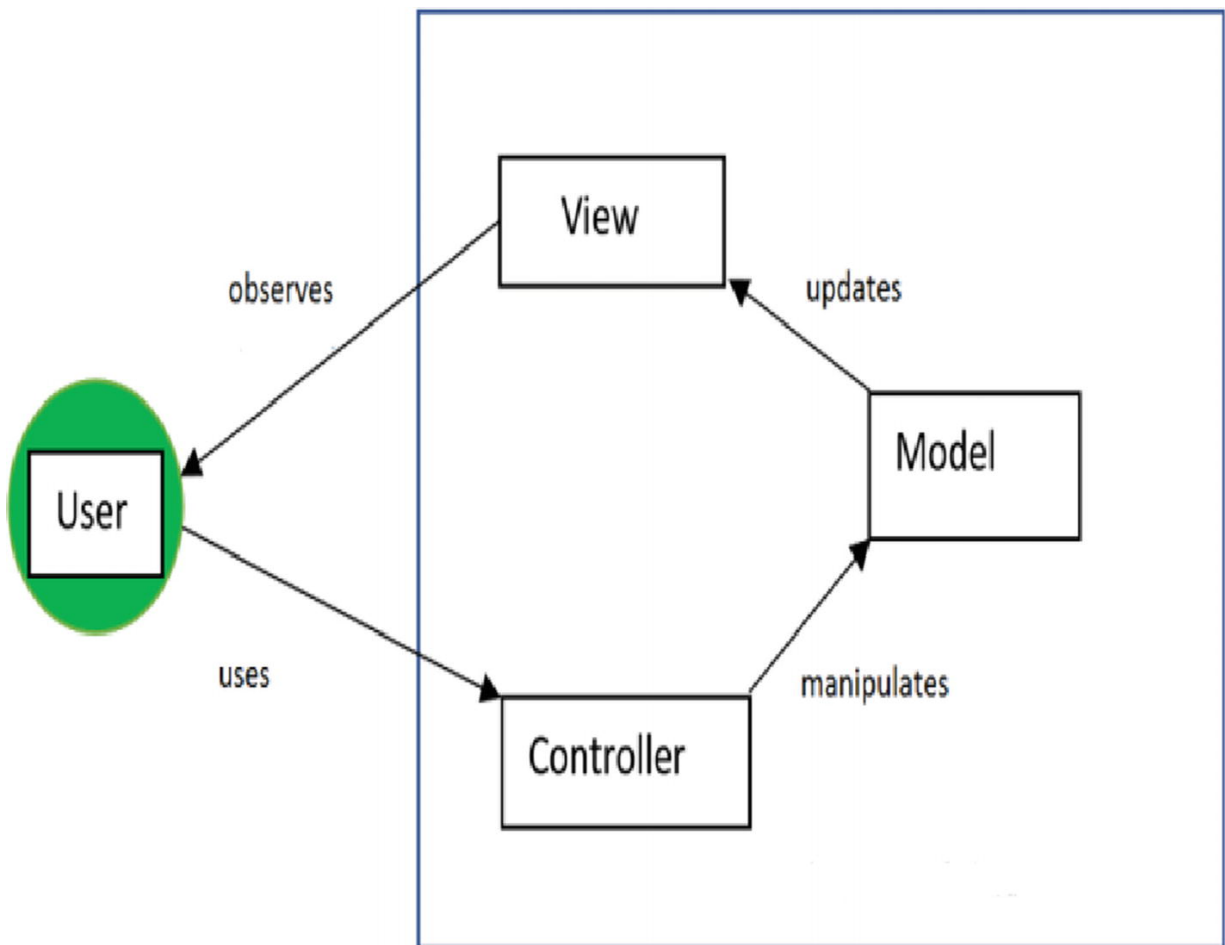 View
observes
updates
Model
User
uses
manipulates
Controller